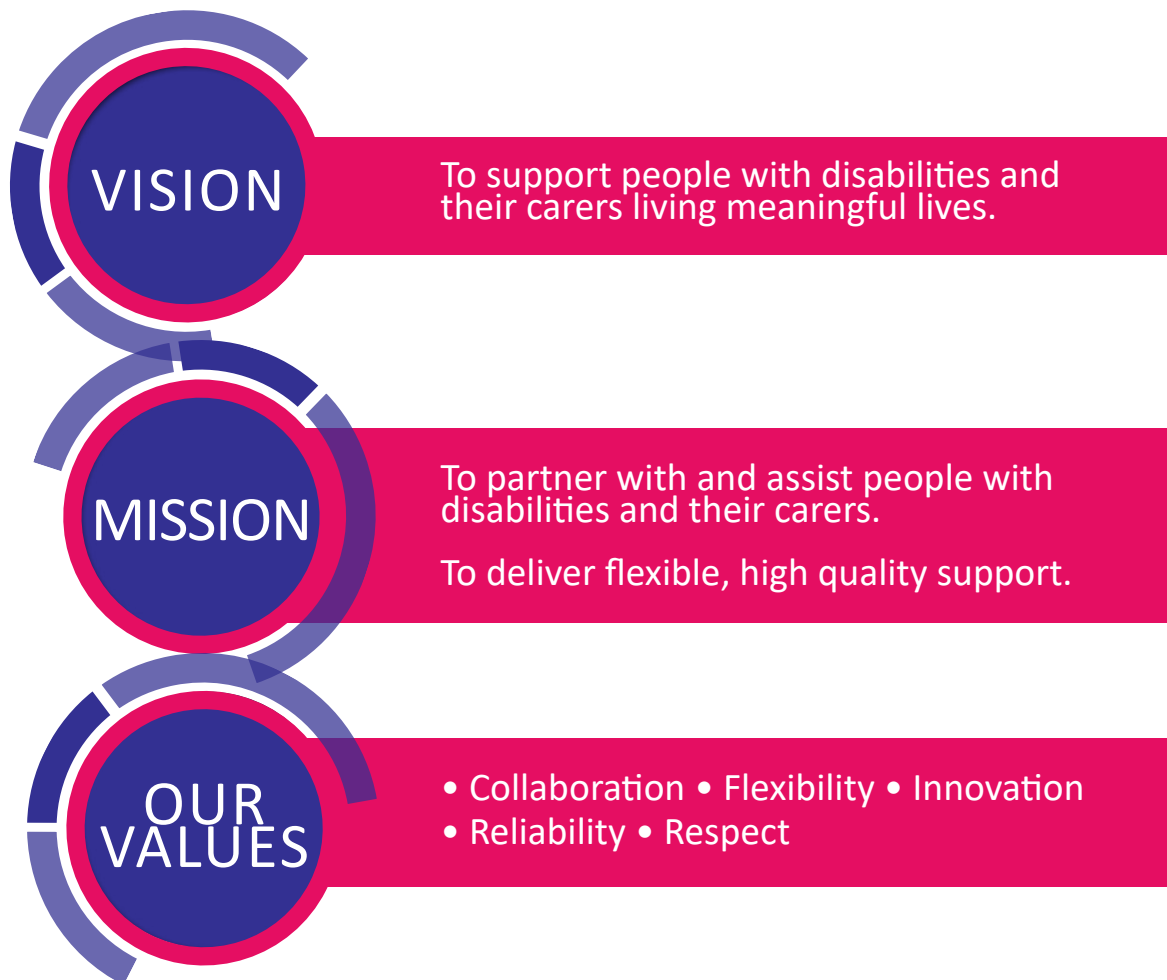 VISION
To support people with disabilities and
their carers living meaningful lives.
MISSION
To partner with and assist people with
disabilities and their carers.
To deliver flexible, high quality support.
OUR
VALUES
• Collaboration • Flexibility • Innovation
• Reliability • Respect